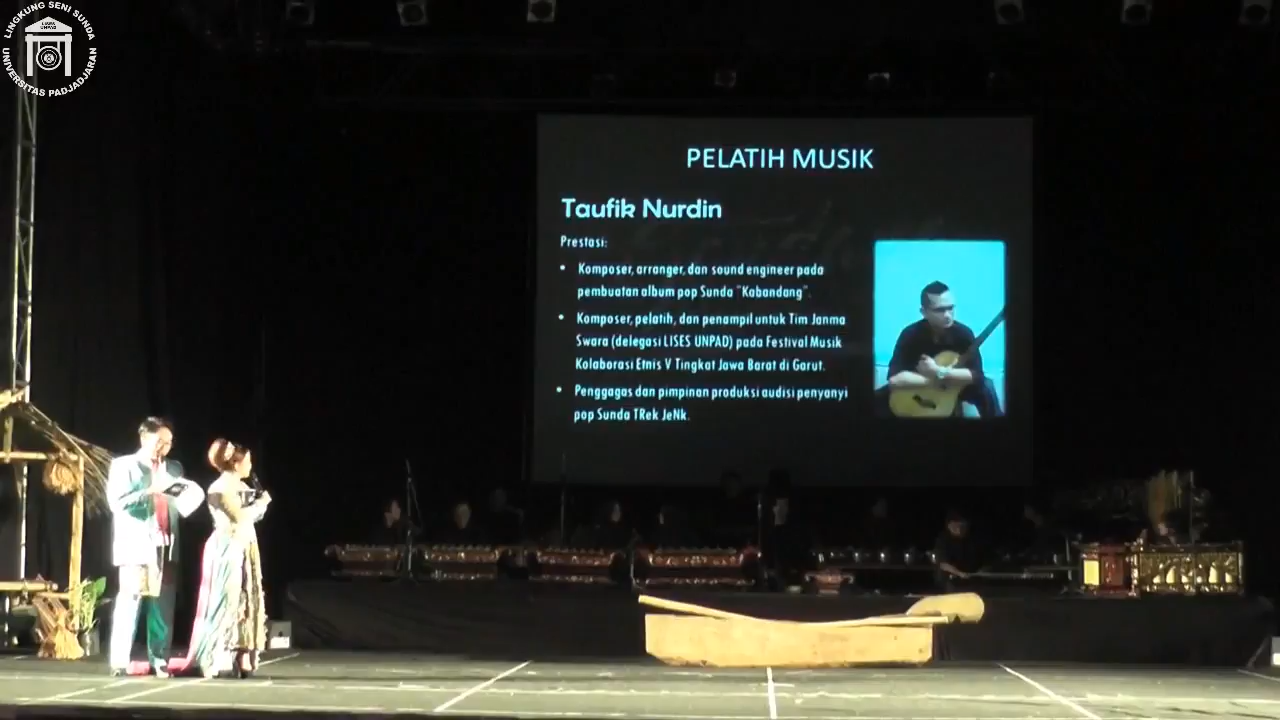 LINGKUNG SENI SUNDA
LISES
UNPAD
UNIVERSITAS PADJADJARAN
PELATIH MUSIK
Taufik Nurdin
Prestasi:
• Komposer, arranger, dan sound engineer pada
pembuatan album pop Sunda "Kabandang".
• Komposer, pelatih, dan penampil untuk Tim Janma
Swara (delegasi LISES UNPAD) pada Festival Musik
Kolaborasi Etnis V Tingkat Jawa Barat di Garut.
• Penggagas dan pimpinan produksi audisi penyanyi
pop Sunda TRek JeNk.